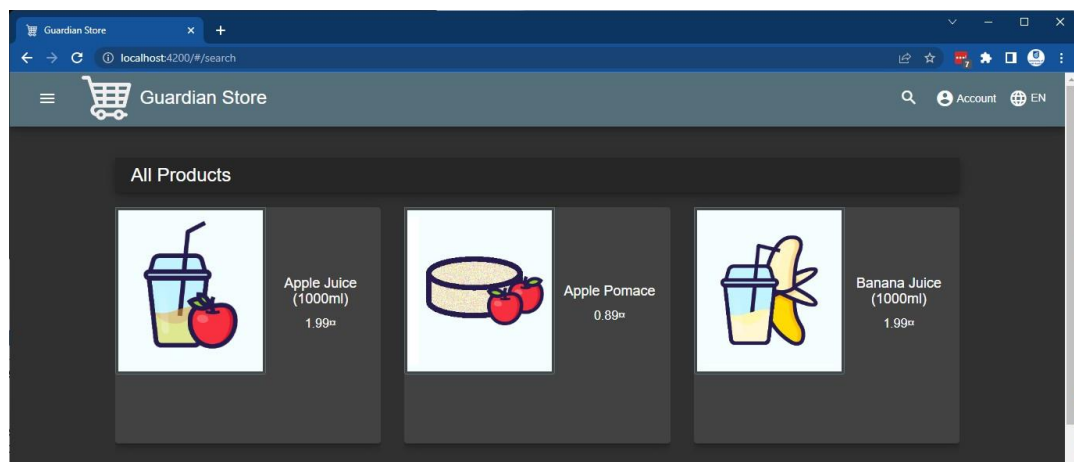 Guardian Store
localhost:4200/#/search
7
Guardian Store
Account
EN
All Products
Apple Juice
(1000ml)
1.99¤
Apple Pomace
0.89¤
Banana Juice
(1000ml)
1.99¤